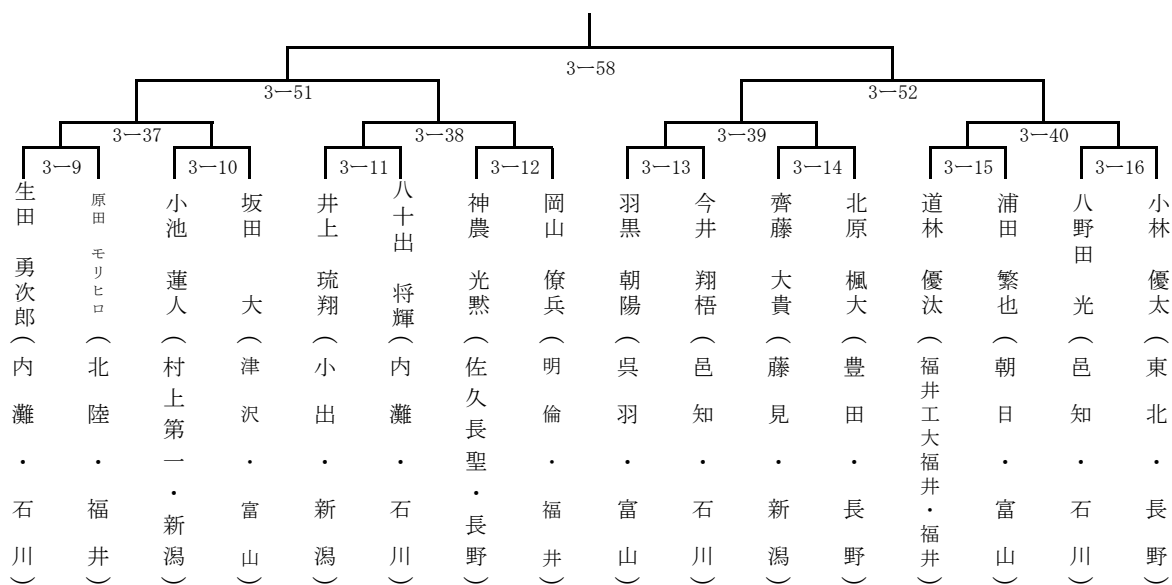 3―58
3―51
3―52
3―37
3―38
3―39
3―40
3―9
3―10
3―11
3―12
3―13
3―14
3―15
3―16
生田 勇次郎(内灘・石川)
原田 モリヒロ(北陸・福井)
小池 蓮人(村上第一・新潟)
坂田 大(津沢・富山)
井上 琉翔(小出・新潟)
八十出 将輝(内灘・石川)
神農 光黙(佐久長聖・長野)
岡山 僚兵(明倫・福井)
羽黒 朝陽(呉羽・富山)
今井 翔梧(邑知・石川)
齊藤 大貴(藤見・新潟)
北原 楓大(豊田・長野)
道林 優汰(福井工大福井・福井)
浦田 繁也(朝日・富山)
八野田 光(邑知・石川)
小林 優太(東北・長野)